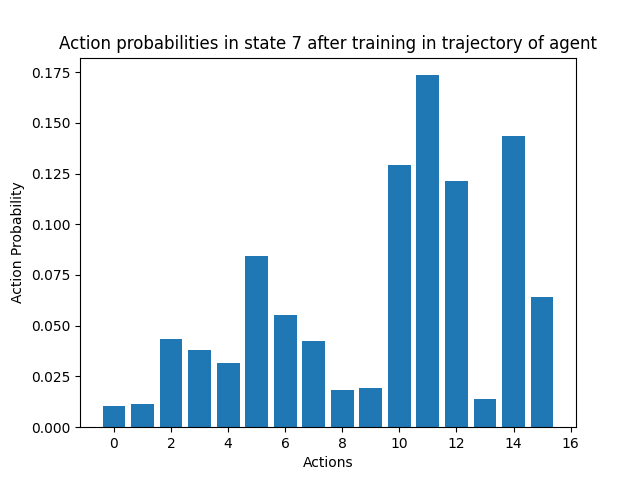 Action probabilities in state 7 after training in trajectory of agent
0.175
0.150
0.125
0.100
0.075
0.050
0.025
0.000
Action Probability
0 2 4 6 8 10 12 14 16
Actions